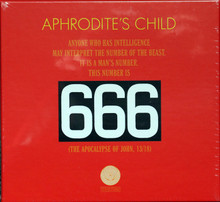 APHRODITE'S CHILD
ANYONE WHO HAS INTELLIGENCE
MAY INTERPRET THE NUMBER OF THE BEAST.
IT IS A MAN'S NUMBER.
THIS NUMBER IS
666
(THE APOCALYPSE OF JOHN, 13/18)